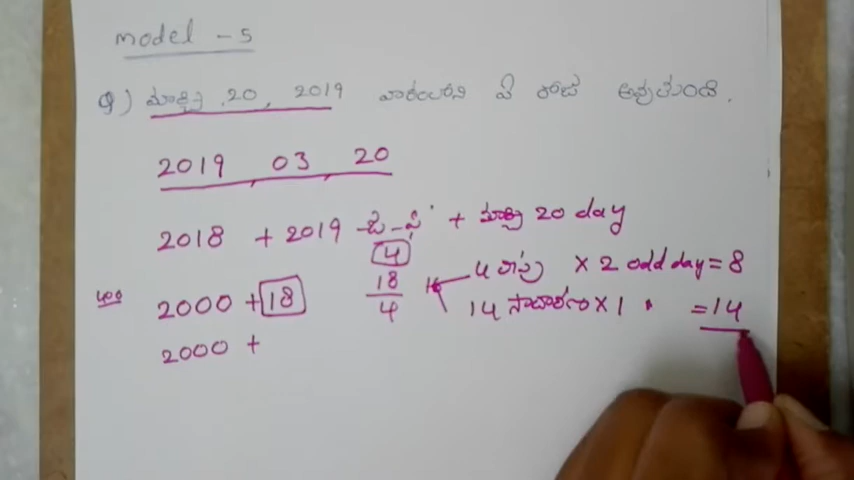 model - 5
Q) మార్చి 20, 2019 వారంలోని ఏ రోజు అవుతుంది.
2019 03 20
2018 + 2019 జ-ఫి + మార్చి 20 day
4
400 2000 + 18 18/4 4 లీపు × 2 odd day = 8
14 సాధారణ × 1 = 14
2000 +